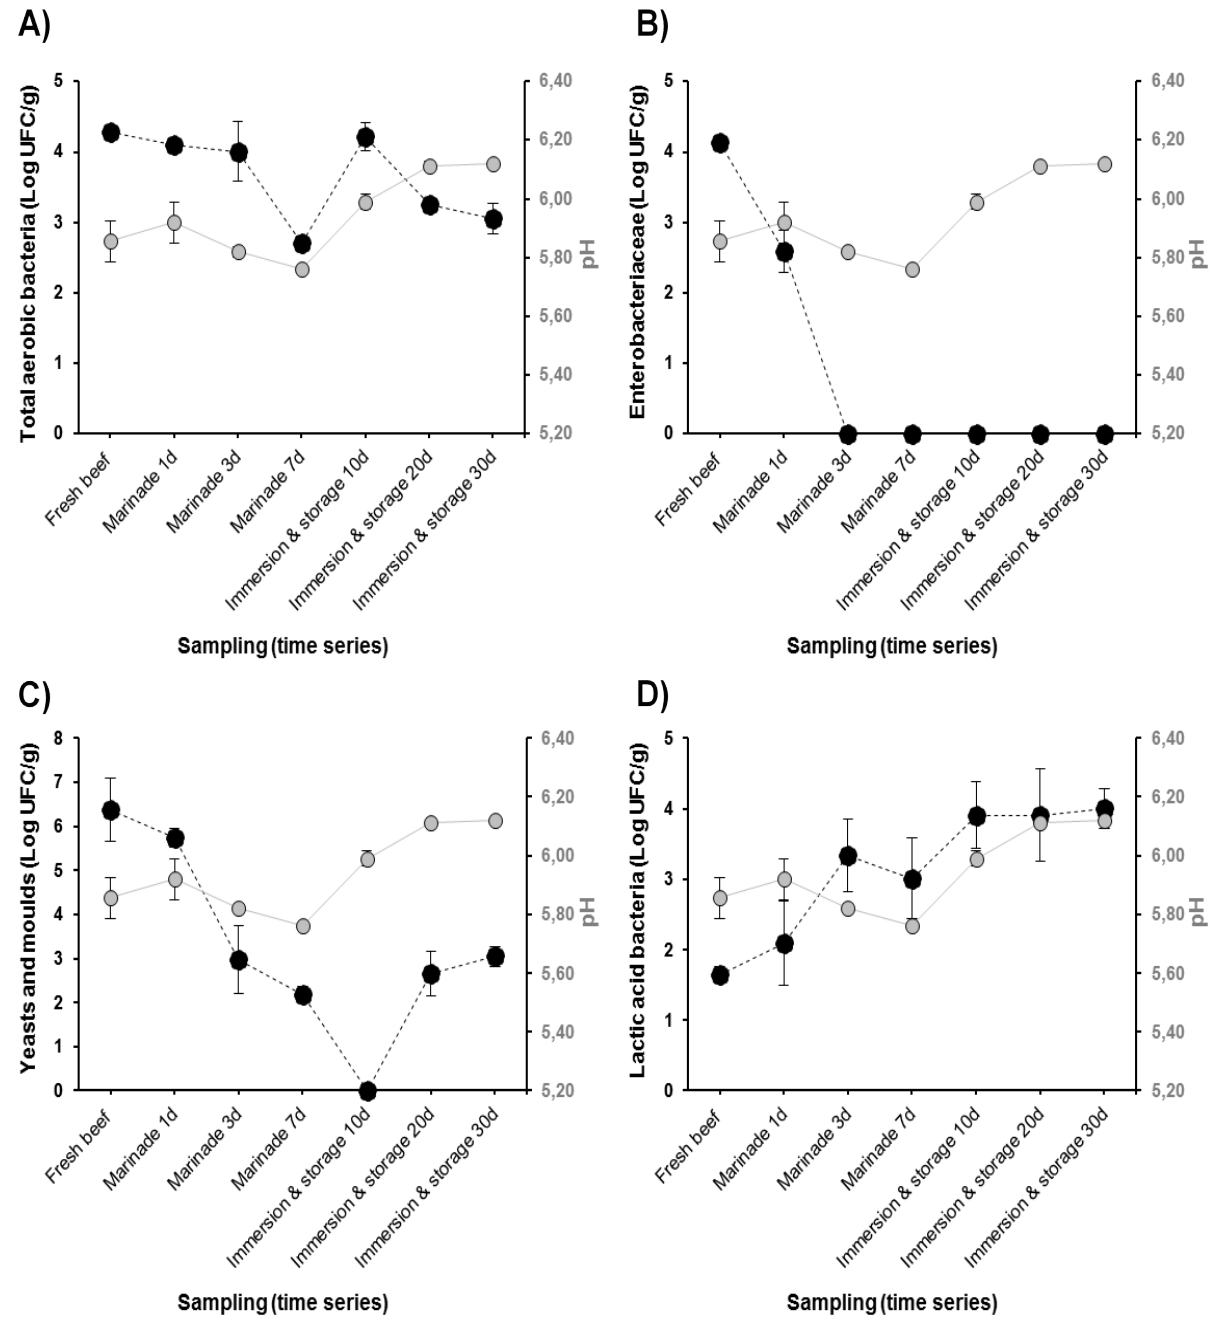 A)
Total aerobic bacteria (Log UFC/g)
5
4
3
2
1
0
6,40
6,20
6,00
5,80
5,60
5,40
5,20
pH
Fresh beef
Marinade 1d
Marinade 3d
Marinade 7d
Immersion & storage 10d
Immersion & storage 20d
Immersion & storage 30d
Sampling (time series)
B)
Enterobacteriaceae (Log UFC/g)
5
4
3
2
1
0
6,40
6,20
6,00
5,80
5,60
5,40
5,20
pH
Fresh beef
Marinade 1d
Marinade 3d
Marinade 7d
Immersion & storage 10d
Immersion & storage 20d
Immersion & storage 30d
Sampling (time series)
C)
Yeasts and moulds (Log UFC/g)
8
7
6
5
4
3
2
1
0
6,40
6,20
6,00
5,80
5,60
5,40
5,20
pH
Fresh beef
Marinade 1d
Marinade 3d
Marinade 7d
Immersion & storage 10d
Immersion & storage 20d
Immersion & storage 30d
Sampling (time series)
D)
Lactic acid bacteria (Log UFC/g)
5
4
3
2
1
0
6,40
6,20
6,00
5,80
5,60
5,40
5,20
pH
Fresh beef
Marinade 1d
Marinade 3d
Marinade 7d
Immersion & storage 10d
Immersion & storage 20d
Immersion & storage 30d
Sampling (time series)